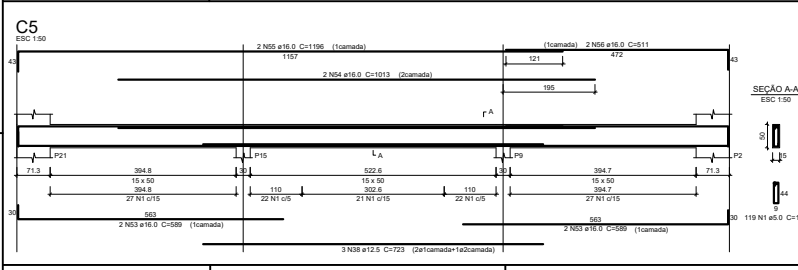 C5
ESC 1:50
2 N55 ø16.0 C=1196 (1camada)
1157
43
(1camada) 2 N56 ø16.0 C=511
121
472
43
2 N54 ø16.0 C=1013 (2camada)
195
SEÇÃO A-A
ESC 1:50
A
50
15
P21
P15
A
P9
P2
71.3
394.8
30
522.6
30
394.7
71.3
15 x 50
15 x 50
15 x 50
394.8
110
302.6
110
394.7
27 N1 c/15
22 N1 c/5
21 N1 c/15
22 N1 c/5
27 N1 c/15
44
9
119 N1 ø5.0 C=1
30
563
2 N53 ø16.0 C=589 (1camada)
563
2 N53 ø16.0 C=589 (1camada)
30
3 N38 ø12.5 C=723 (2ø1camada+1ø2camada)